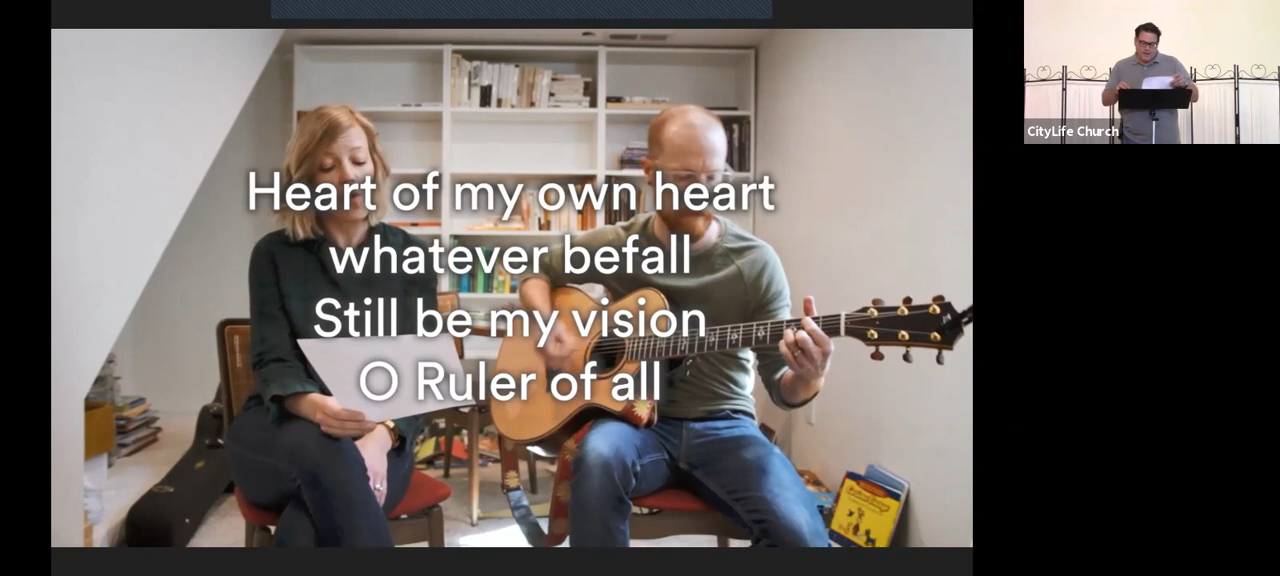 Heart of my own heart
whatever befall
Still be my vision
O Ruler of all
CityLife Church